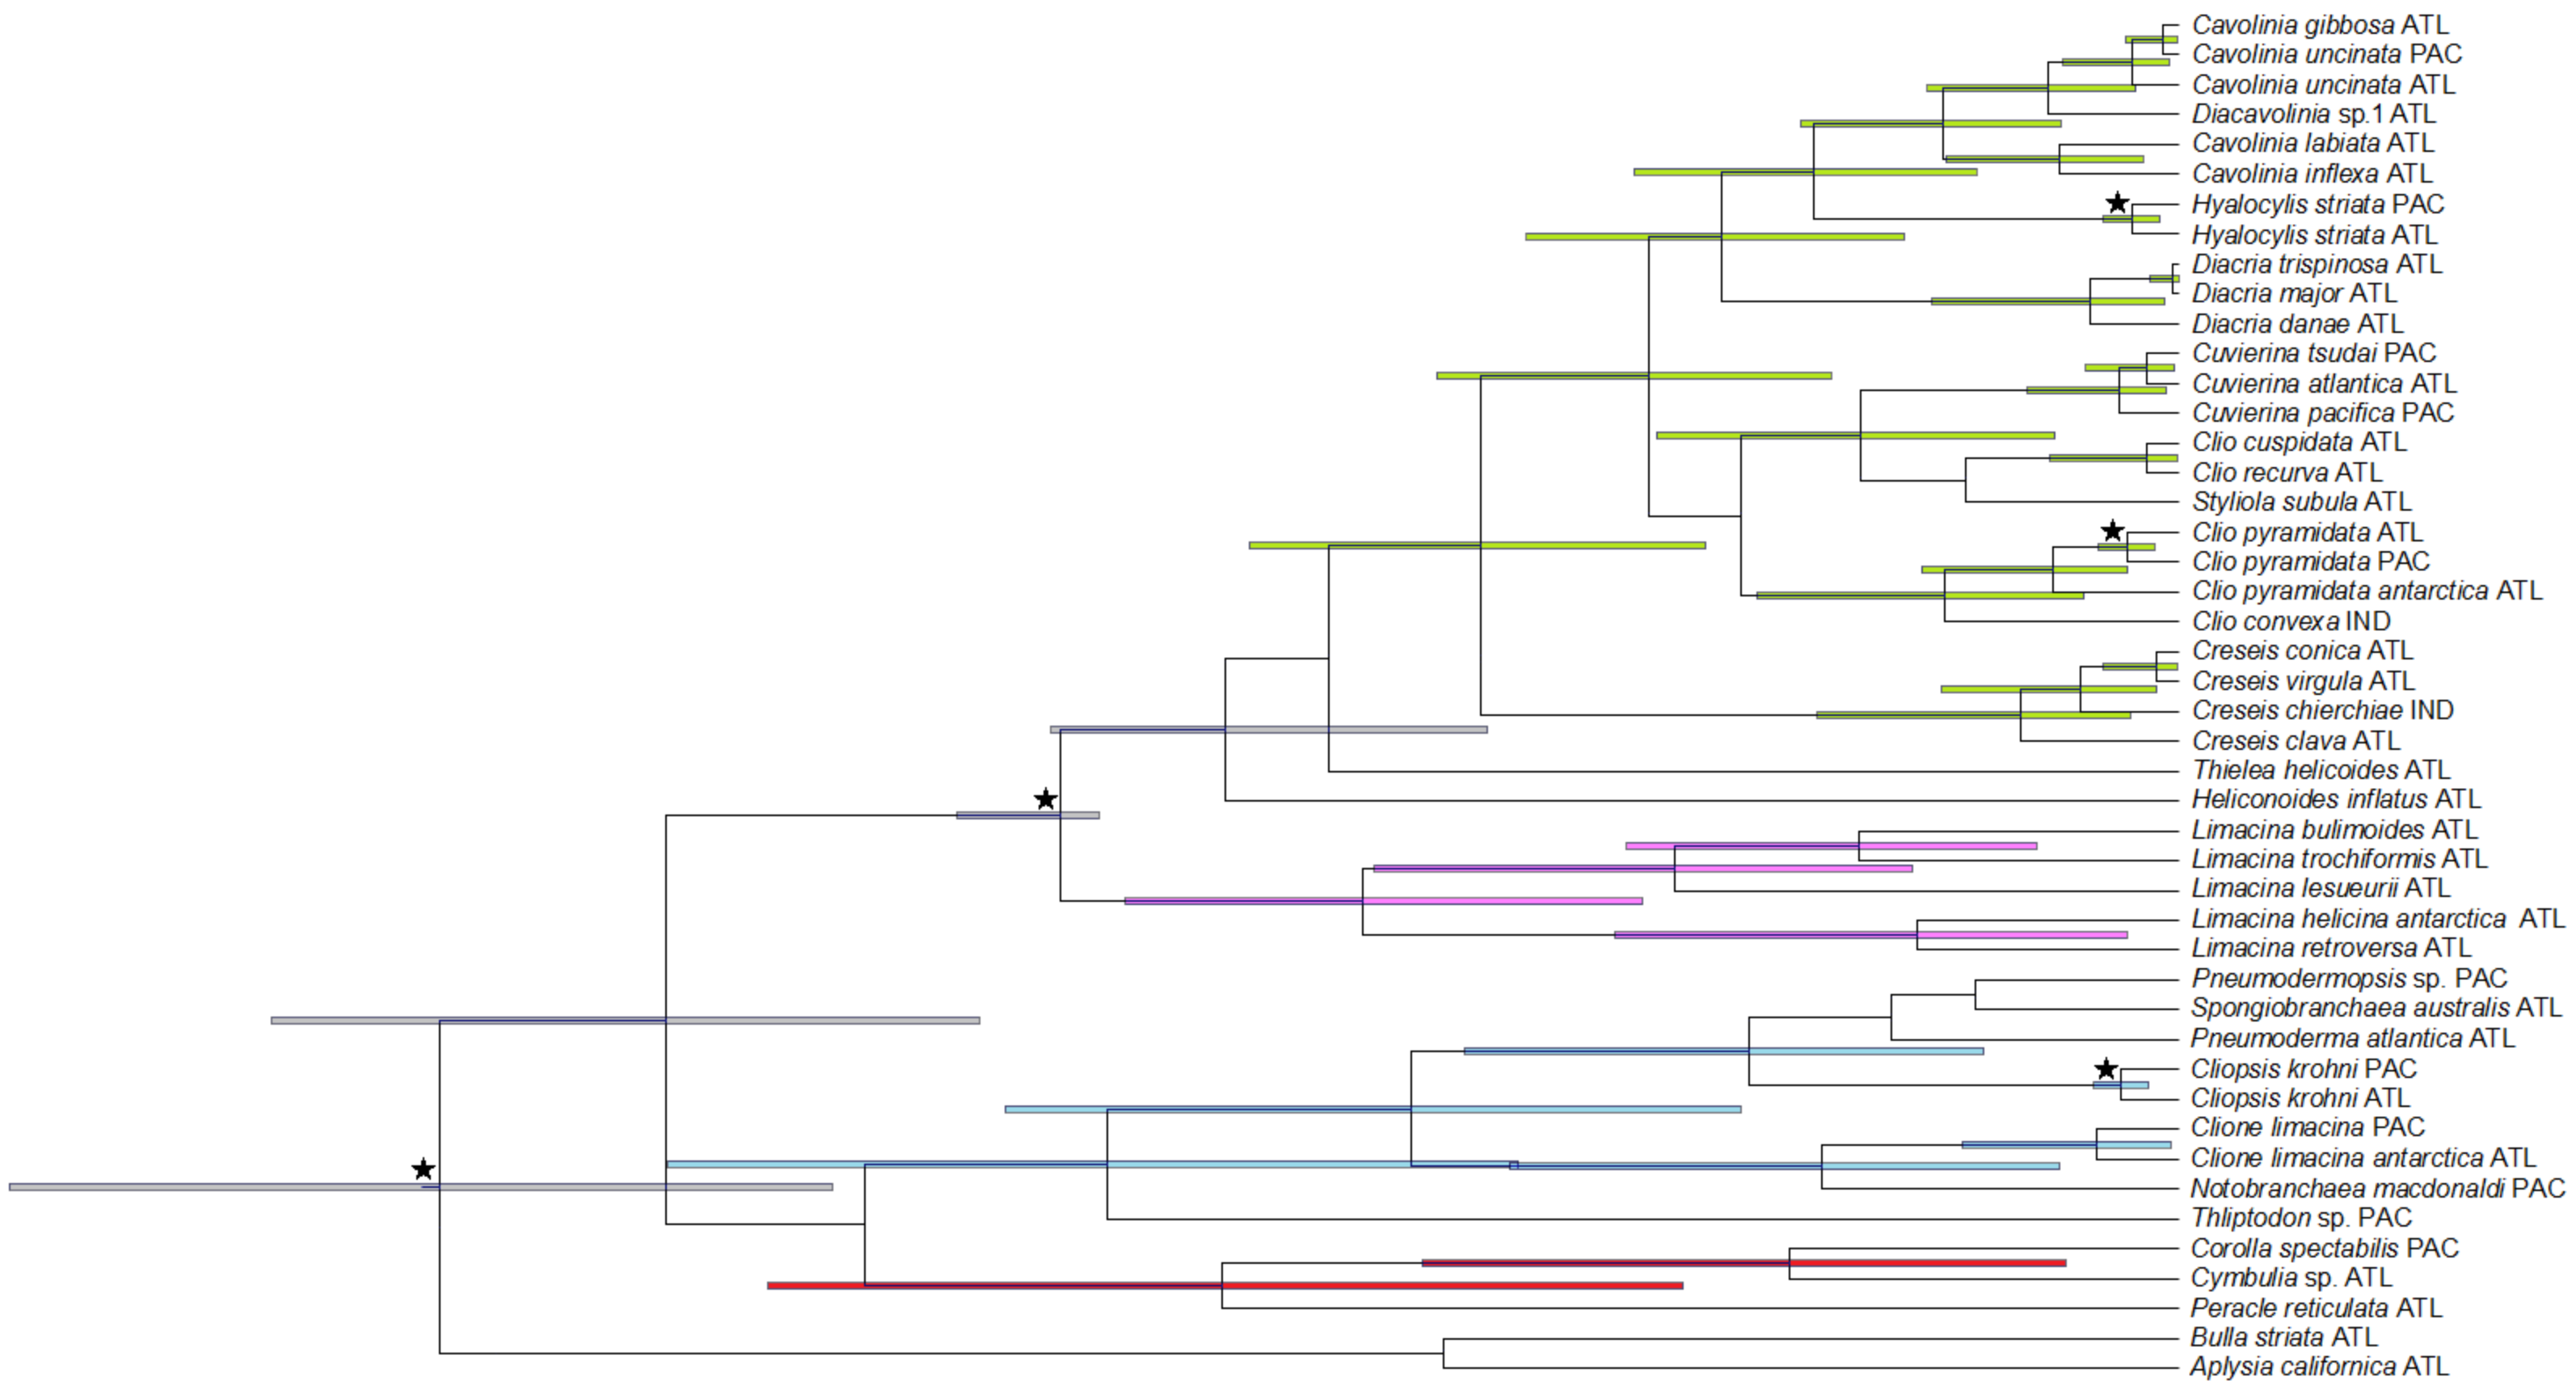 Cavolinia gibbosa ATL
Cavolinia uncinata PAC
Cavolinia uncinata ATL
Diacavolinia sp.1 ATL
Cavolinia labiata ATL
Cavolinia inflexa ATL
Hyalocylis striata PAC
Hyalocylis striata ATL
Diacria trispinosa ATL
Diacria major ATL
Diacria danae ATL
Cuvierina tsudai PAC
Cuvierina atlantica ATL
Cuvierina pacifica PAC
Clio cuspidata ATL
Clio recurva ATL
Styliola subula ATL
Clio pyramidata ATL
Clio pyramidata PAC
Clio pyramidata antarctica ATL
Clio convexa IND
Creseis conica ATL
Creseis virgula ATL
Creseis chierchiae IND
Creseis clava ATL
Thielea helicoides ATL
Heliconoides inflatus ATL
Limacina bulimoides ATL
Limacina trochiformis ATL
Limacina lesueurii ATL
Limacina helicina antarctica ATL
Limacina retroversa ATL
Pneumodermopsis sp. PAC
Spongiobranchaea australis ATL
Pneumoderma atlantica ATL
Cliopsis krohni PAC
Cliopsis krohni ATL
Clione limacina PAC
Clione limacina antarctica ATL
Notobranchaea macdonaldi PAC
Thliptodon sp. PAC
Corolla spectabilis PAC
Cymbulia sp. ATL
Peracle reticulata ATL
Bulla striata ATL
Aplysia californica ATL